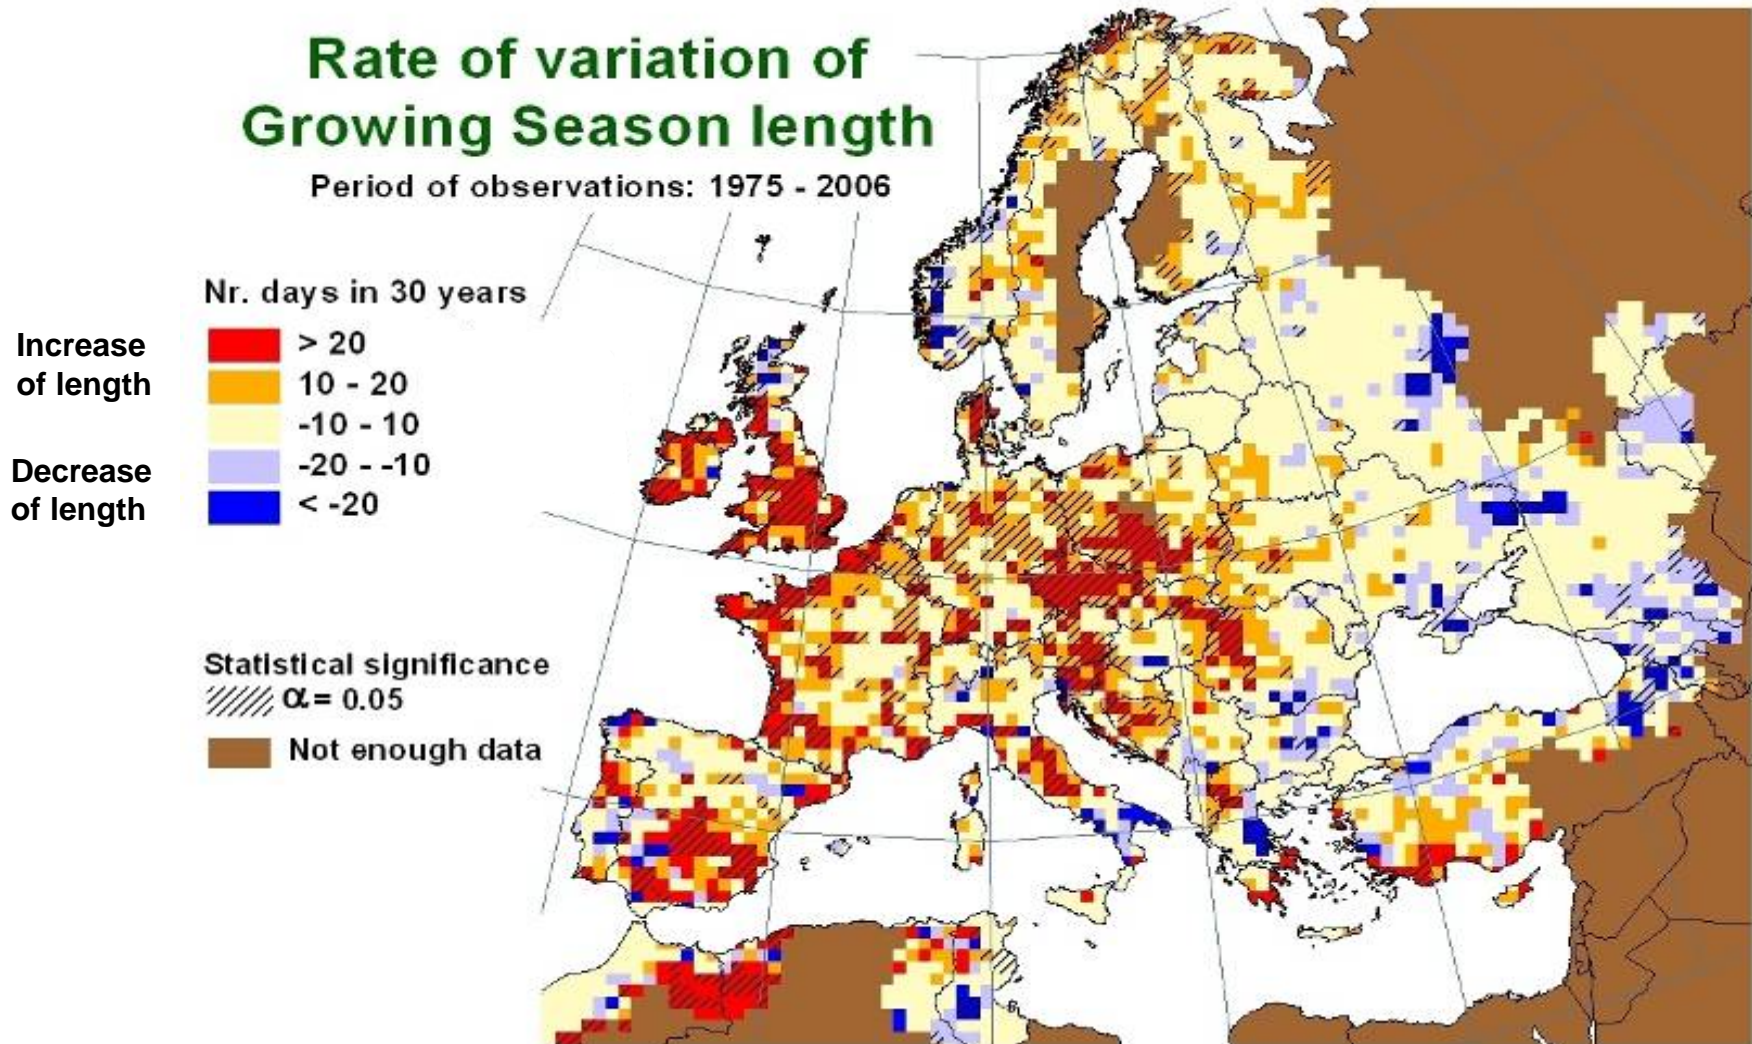 Rate of variation of
Growing Season length
Period of observations: 1975 - 2006
Nr. days in 30 years
Increase
of length
> 20
10 - 20
-10 - 10
Decrease
of length
-20 - -10
< -20
Statistical significance
α = 0.05
Not enough data